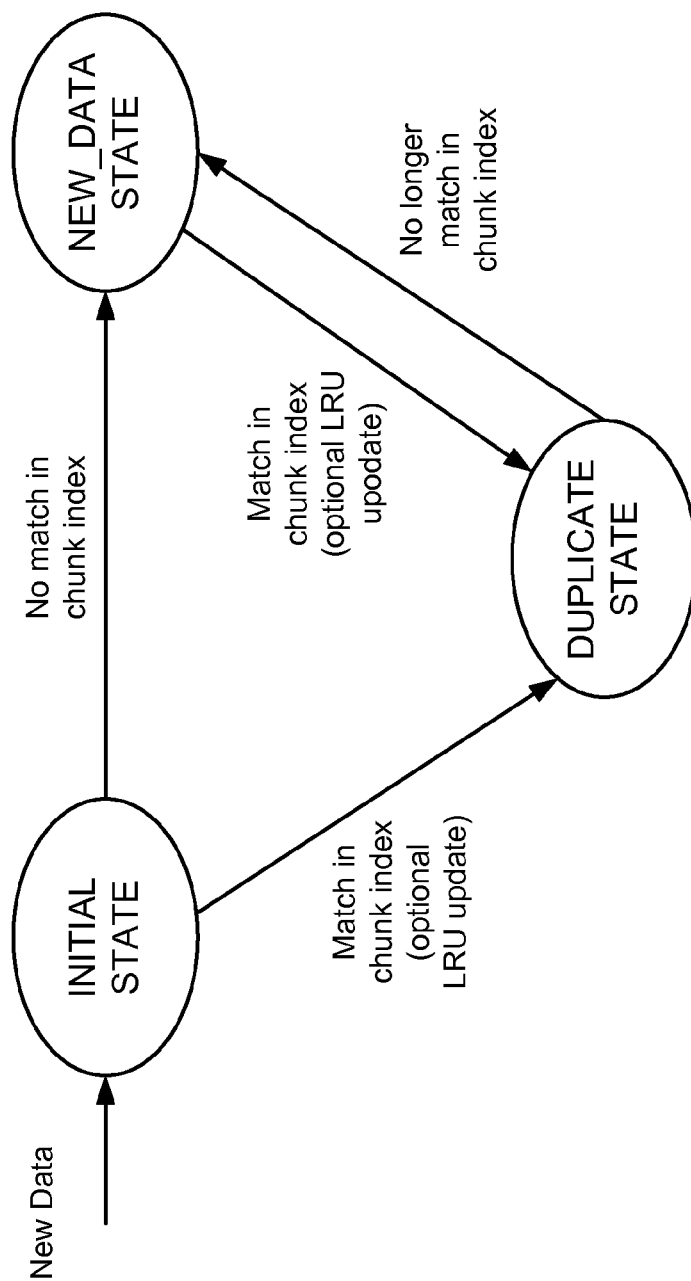 New Data
INITIAL
STATE
No match in
chunk index
NEW_DATA
STATE
Match in
chunk index
(optional
LRU update)
Match in
chunk index
(optional LRU
upodate)
No longer
match in
chunk index
DUPLICATE
STATE